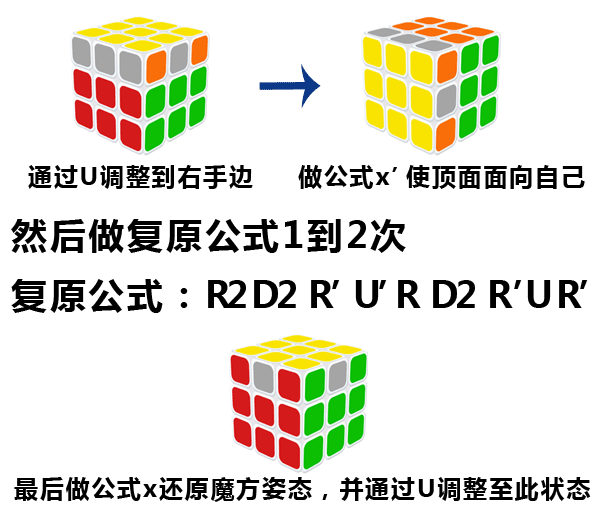 通过U调整到右手边
做公式x′ 使顶面面向自己
然后做复原公式1到2次
复原公式：R2D2 R′ U′ R D2 R′UR′
最后做公式x还原魔方姿态，并通过U调整至此状态